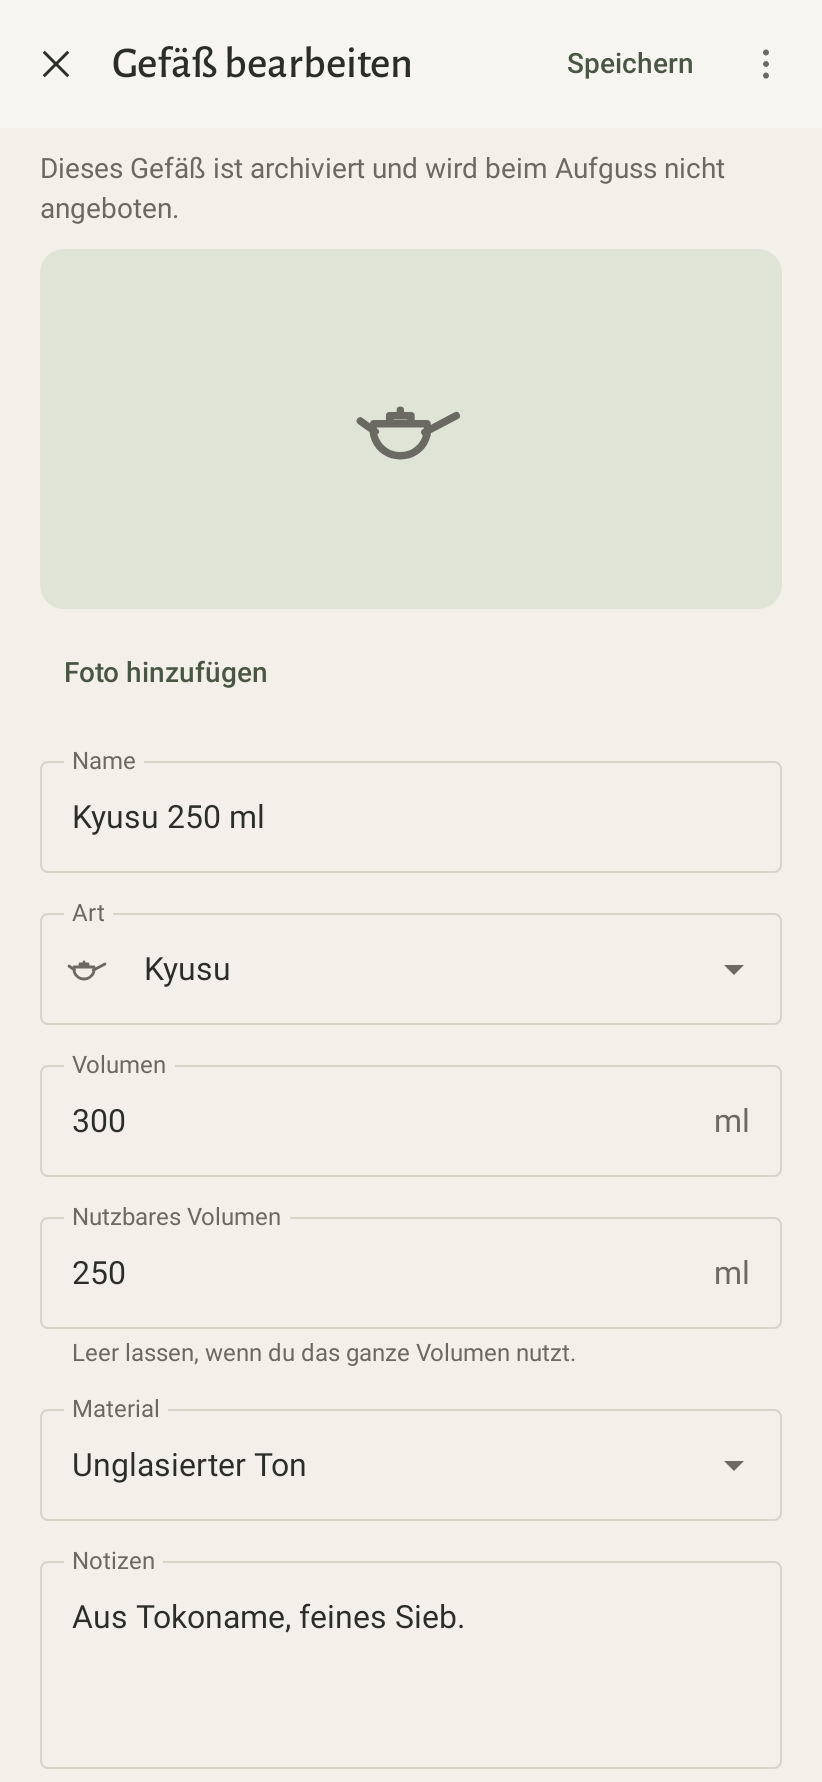 Gefäß bearbeiten
Speichern
Dieses Gefäß ist archiviert und wird beim Aufguss nicht
angeboten.
Foto hinzufügen
Name
Kyusu 250 ml
Art
Kyusu
Volumen
300 ml
Nutzbares Volumen
250 ml
Leer lassen, wenn du das ganze Volumen nutzt.
Material
Unglasierter Ton
Notizen
Aus Tokoname, feines Sieb.